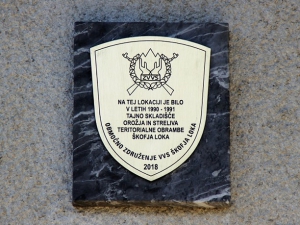 ZVVS
NA TEJ LOKACIJI JE BILO
V LETIH 1990 - 1991
TAJNO SKLADIŠČE
OROŽJA IN STRELIVA
TERITORIALNE OBRAMBE
ŠKOFJA LOKA
OBMOČNO ZDRUŽENJE VVS ŠKOFJA LOKA
2018